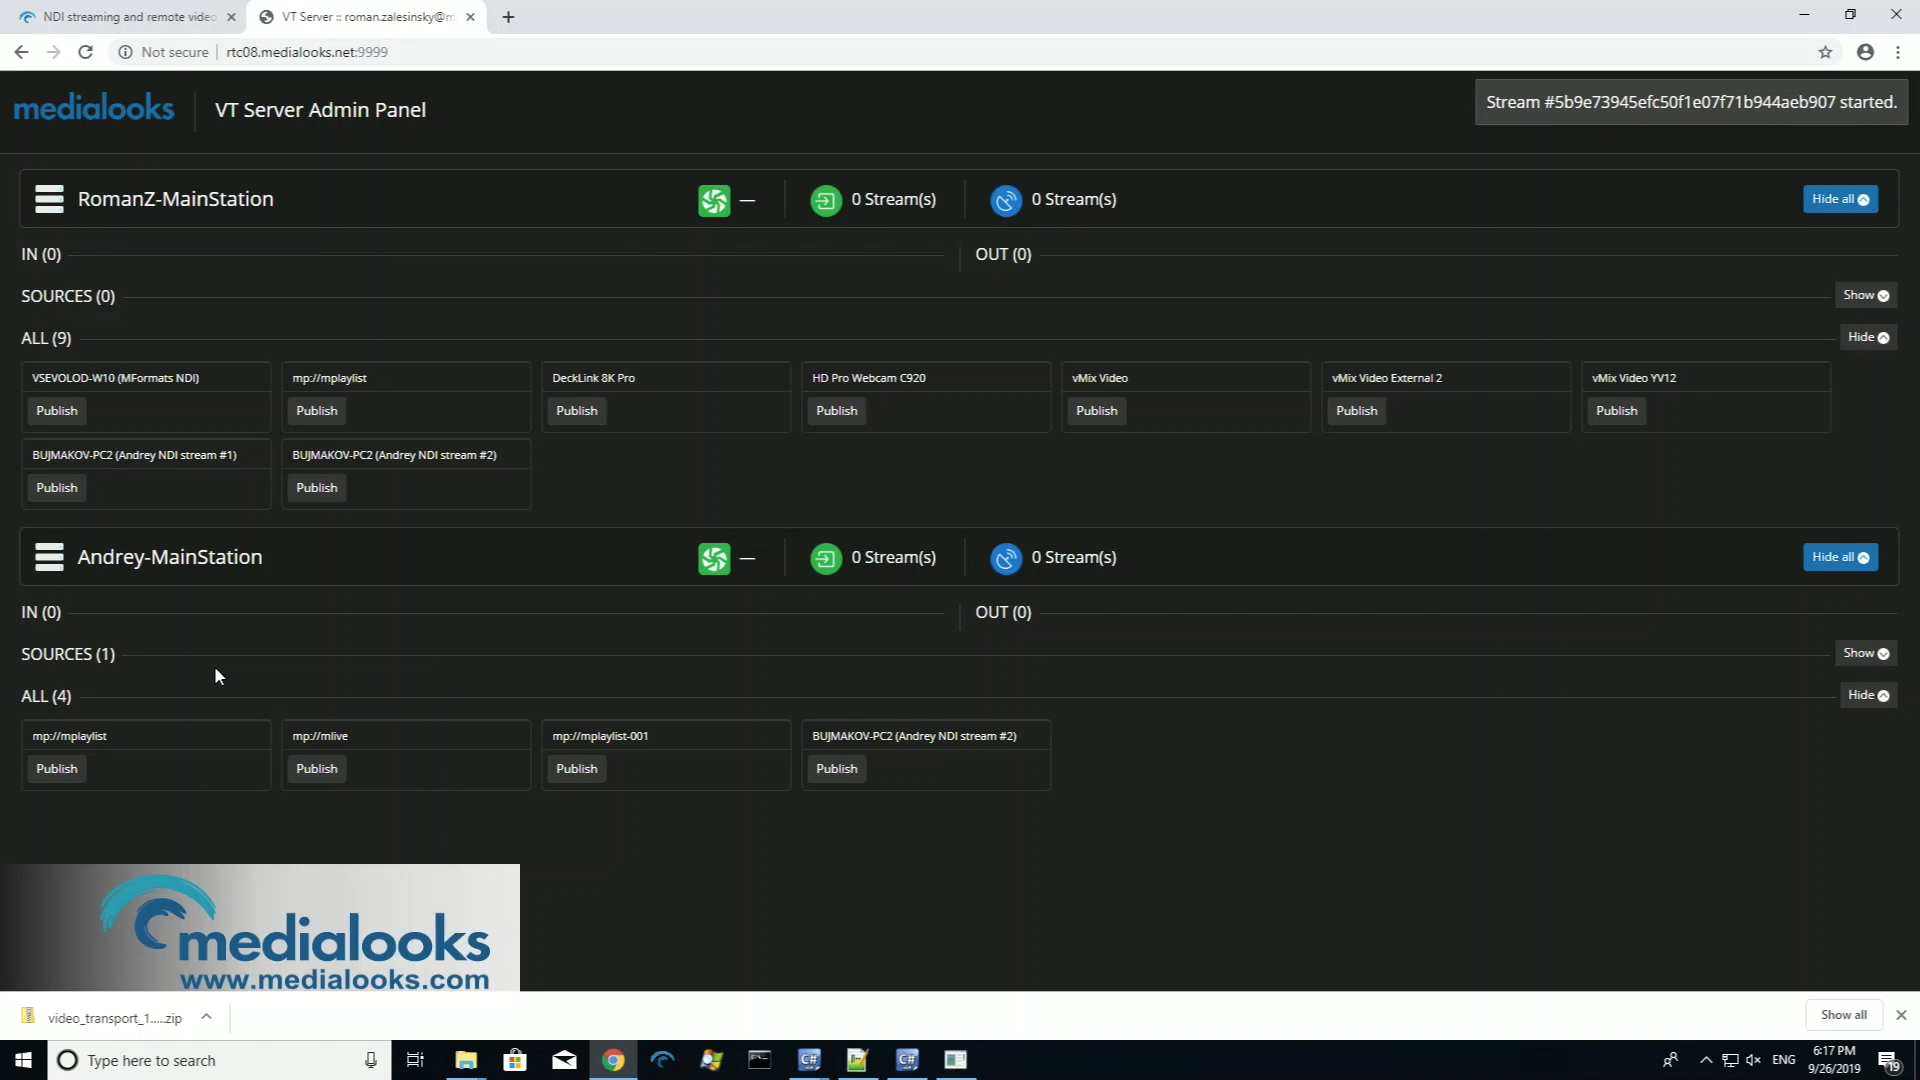 NDI streaming and remote video
VT Server :: roman.zalesinsky@m
Not secure
rtc08.medialooks.net:9999
medialooks
VT Server Admin Panel
Stream #5b9e73945efc50f1e07f71b944aeb907 started.
RomanZ-MainStation
—
0 Stream(s)
0 Stream(s)
Hide all
IN (0)
OUT (0)
SOURCES (0)
Show
ALL (9)
Hide
VSEVOLOD-W10 (MFormats NDI)
mp://mplaylist
DeckLink 8K Pro
HD Pro Webcam C920
vMix Video
vMix Video External 2
vMix Video YV12
Publish
Publish
Publish
Publish
Publish
Publish
Publish
BUJMAKOV-PC2 (Andrey NDI stream #1)
BUJMAKOV-PC2 (Andrey NDI stream #2)
Publish
Publish
Andrey-MainStation
—
0 Stream(s)
0 Stream(s)
Hide all
IN (0)
OUT (0)
SOURCES (1)
Show
ALL (4)
Hide
mp://mplaylist
mp://mlive
mp://mplaylist-001
BUJMAKOV-PC2 (Andrey NDI stream #2)
Publish
Publish
Publish
Publish
medialooks
www.medialooks.com
video_transport_1.....zip
Show all
Type here to search
C#
C#
ENG
6:17 PM
9/26/2019
19